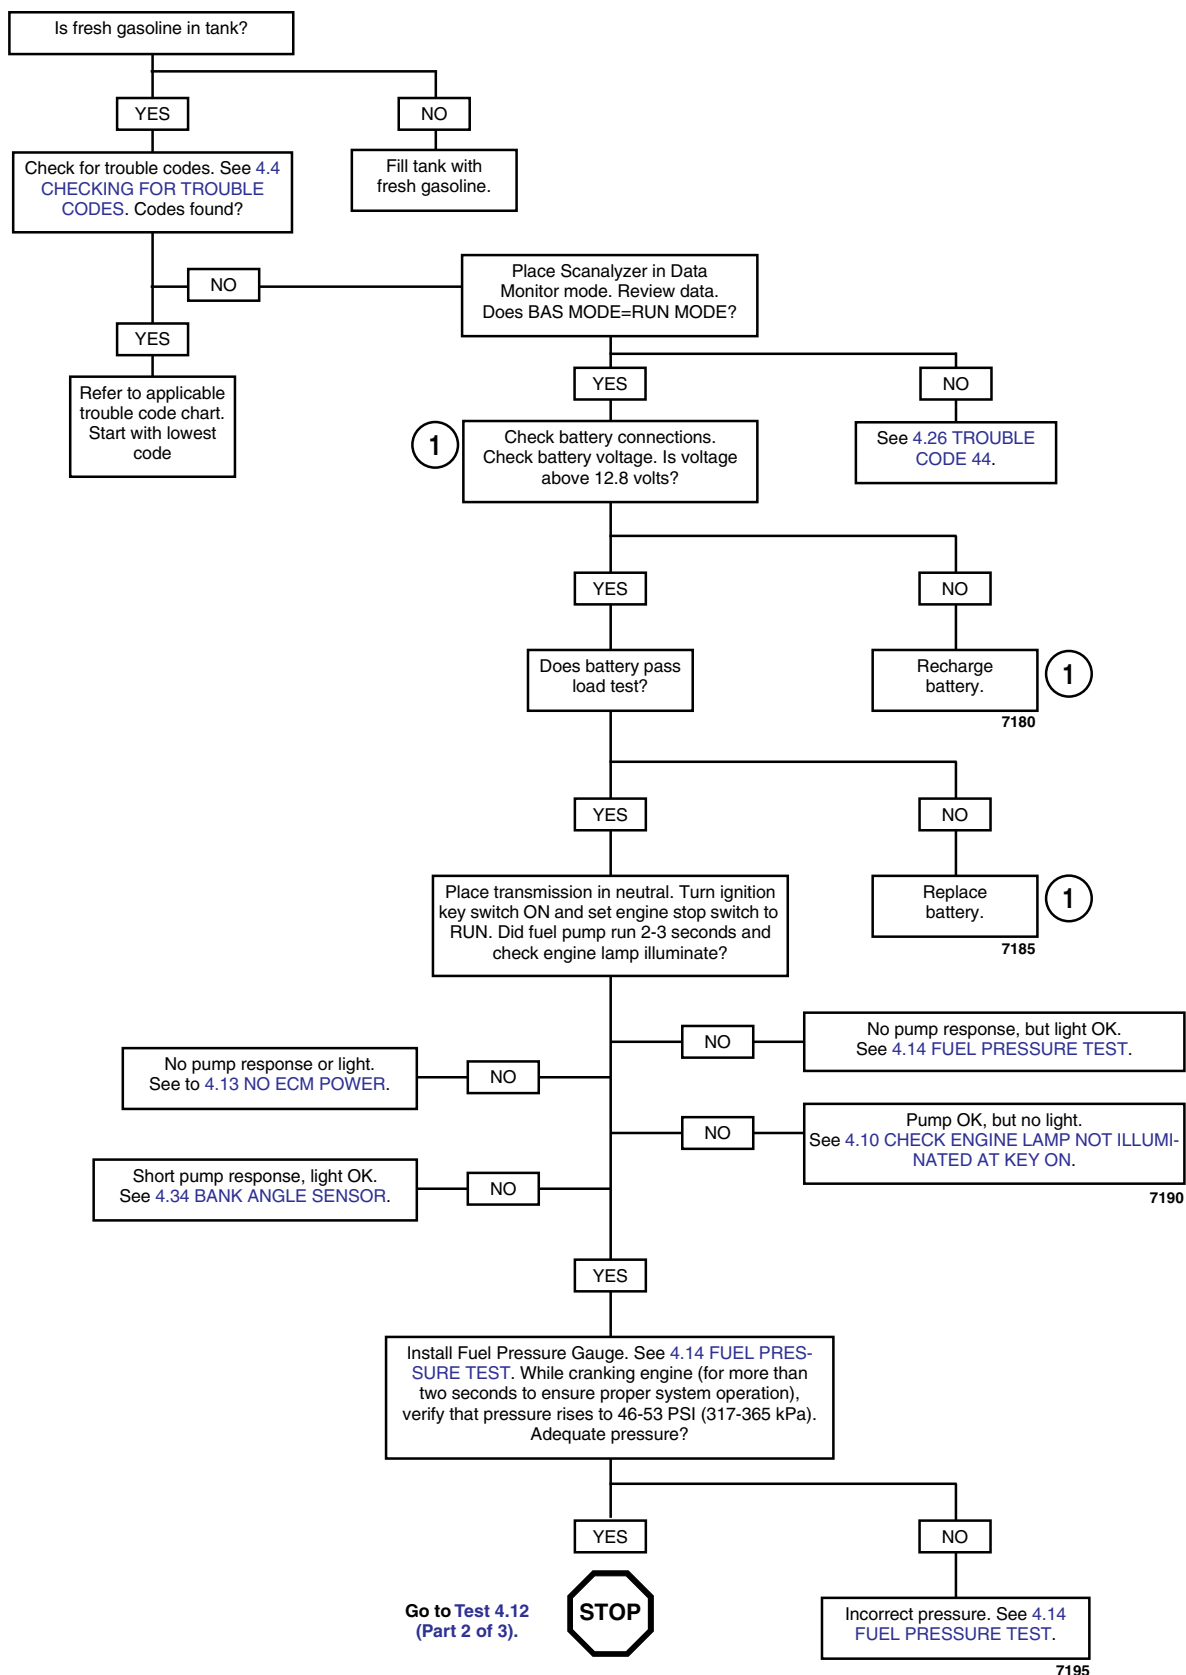 Is fresh gasoline in tank?
YES
NO
Check for trouble codes. See 4.4
CHECKING FOR TROUBLE
CODES. Codes found?
Fill tank with
fresh gasoline.
NO
Place Scanalyzer in Data
Monitor mode. Review data.
Does BAS MODE=RUN MODE?
YES
Refer to applicable
trouble code chart.
Start with lowest
code
YES
NO
1
Check battery connections.
Check battery voltage. Is voltage
above 12.8 volts?
See 4.26 TROUBLE
CODE 44.
YES
NO
Does battery pass
load test?
Recharge
battery.
1
7180
YES
NO
Place transmission in neutral. Turn ignition
key switch ON and set engine stop switch to
RUN. Did fuel pump run 2-3 seconds and
check engine lamp illuminate?
Replace
battery.
1
7185
NO
No pump response, but light OK.
See 4.14 FUEL PRESSURE TEST.
No pump response or light.
See to 4.13 NO ECM POWER.
NO
NO
Pump OK, but no light.
See 4.10 CHECK ENGINE LAMP NOT ILLUMI-
NATED AT KEY ON.
7190
Short pump response, light OK.
See 4.34 BANK ANGLE SENSOR.
NO
YES
Install Fuel Pressure Gauge. See 4.14 FUEL PRES-
SURE TEST. While cranking engine (for more than
two seconds to ensure proper system operation),
verify that pressure rises to 46-53 PSI (317-365 kPa).
Adequate pressure?
YES
NO
Go to Test 4.12
(Part 2 of 3).
STOP
Incorrect pressure. See 4.14
FUEL PRESSURE TEST.
7195